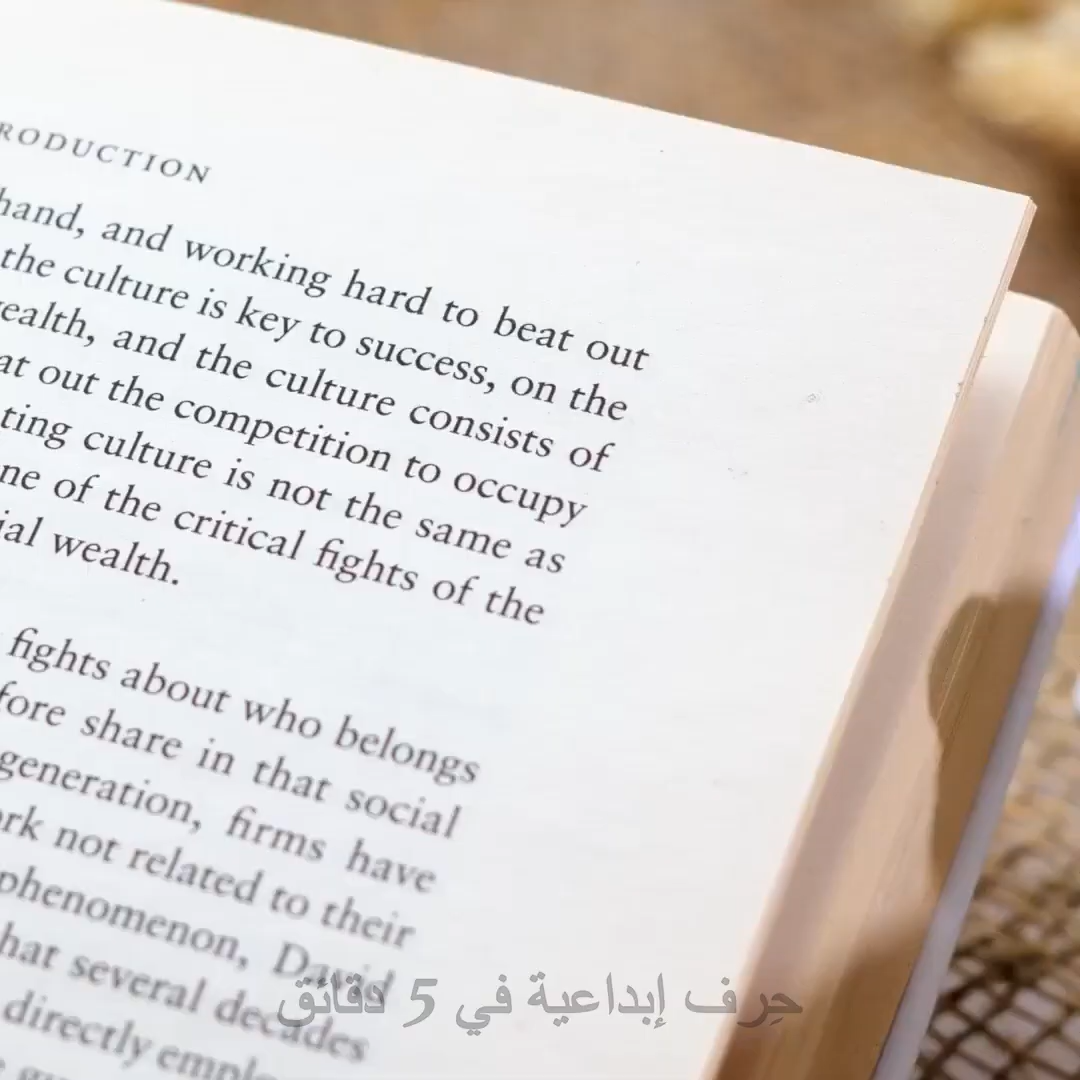 RODUCTION
hand, and working hard to beat out
the culture is key to success, on the
ealth, and the culture consists of
at out the competition to occupy
ting culture is not the same as
ne of the critical fights of the
ial wealth.
fights about who belongs
fore share in that social
generation, firms have
rk not related to their
phenomenon, David
hat several decades
directly emplo
حِرف إبداعية في 5 دقائق